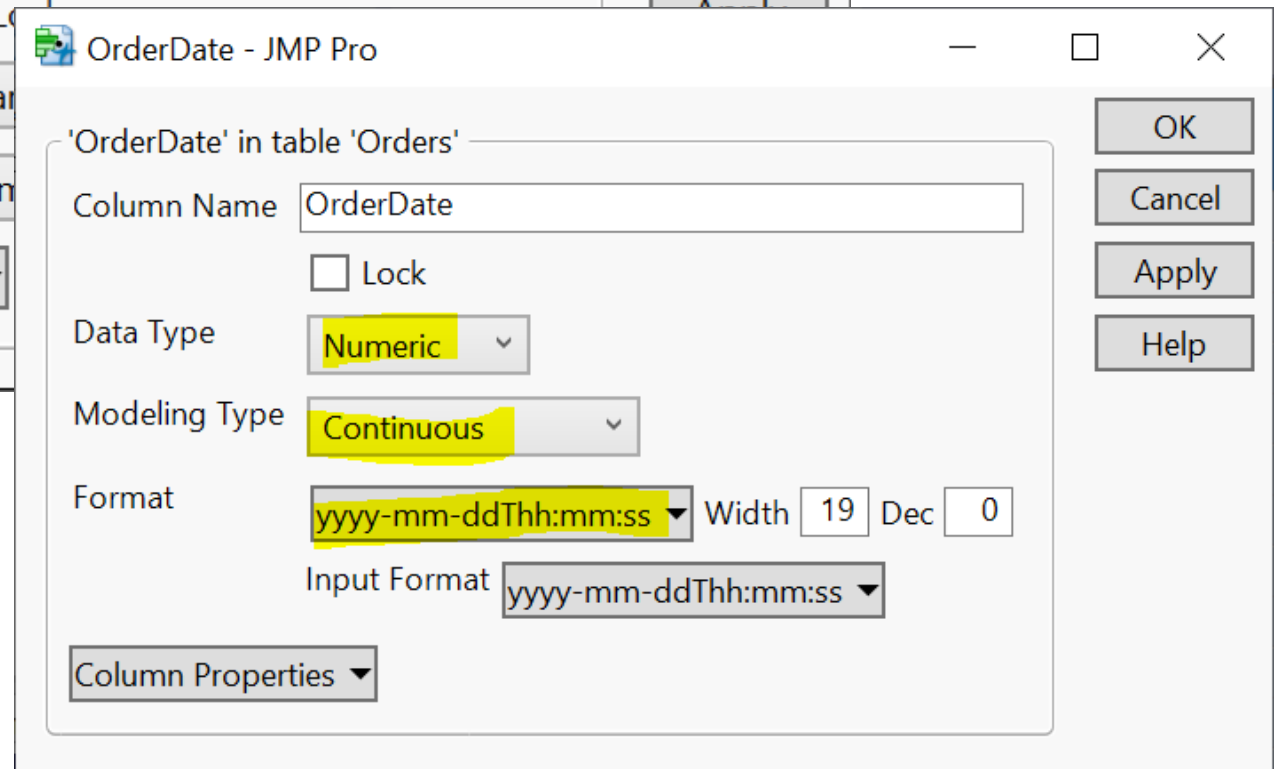 OrderDate - JMP Pro
'OrderDate' in table 'Orders'
Column Name OrderDate
Lock
Data Type Numeric
Modeling Type Continuous
Format yyyy-mm-ddThh:mm:ss Width 19 Dec 0
Input Format yyyy-mm-ddThh:mm:ss
Column Properties
OK
Cancel
Apply
Help